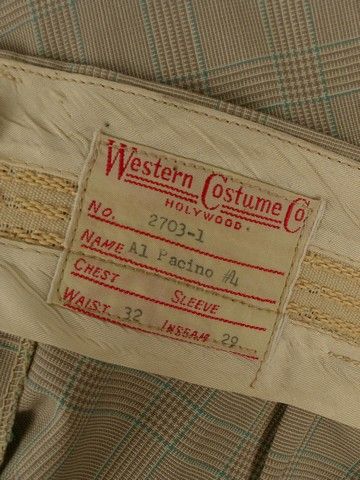 Western Costume Co.
HOLYWOOD
No. 2703-1
NAME Al Pacino #4
CHEST SLEEVE
WAIST 32 INSEAM 29